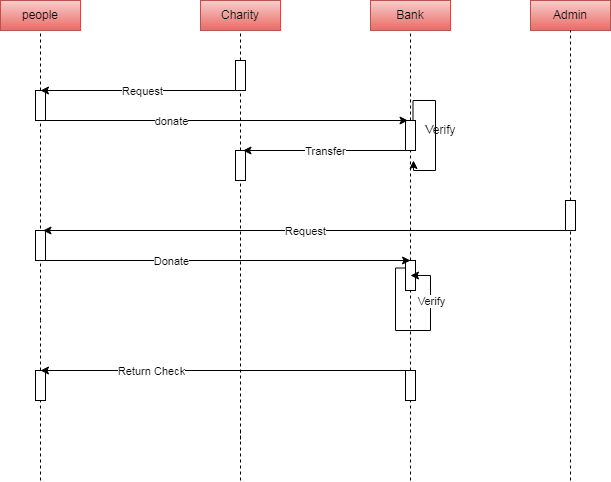 people
Charity
Bank
Admin
Request
donate
Verify
Transfer
Request
Donate
Verify
Return Check